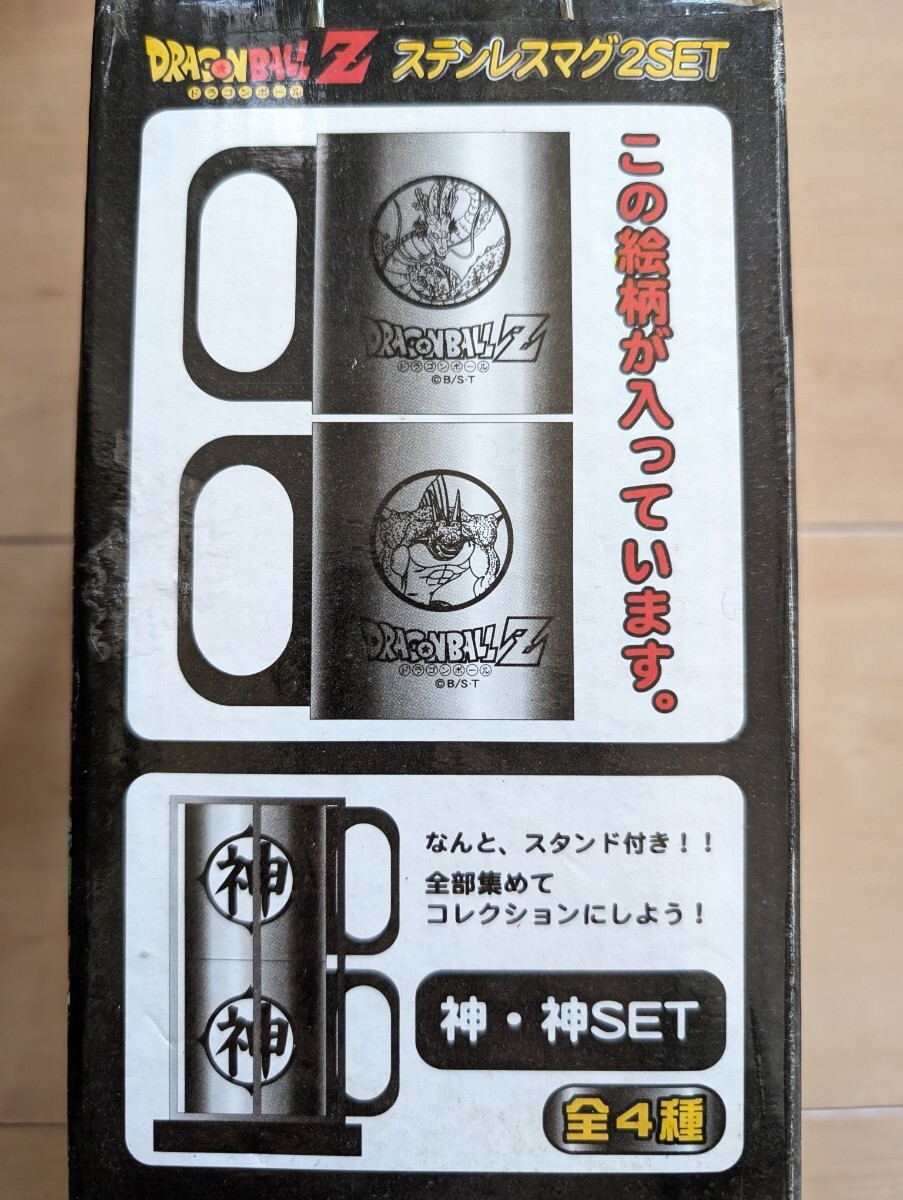 DRAGON BALL Z ステンレスマグ2SET
ドラゴンボール
この絵柄が入っています。
DRAGONBALL Z
ドラゴンボール
©B/S・T
DRAGONBALL Z
ドラゴンボール
©B/S・T
神
神
なんと、スタンド付き！！
全部集めて
コレクションにしよう！
神・神SET
全4種